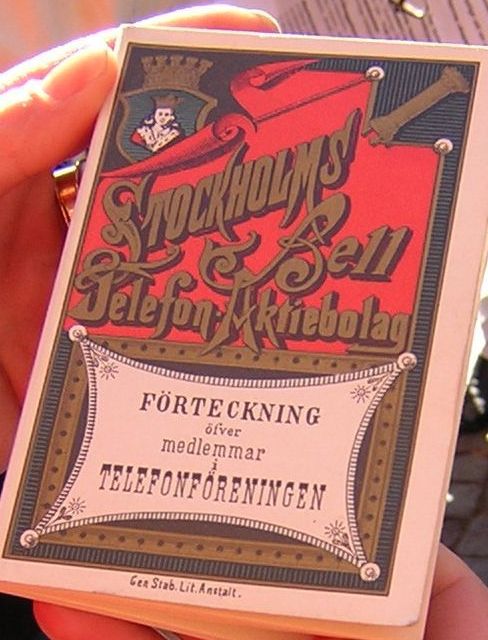 STOCKHOLMS
Bell
Telefon-Aktiebolag
FÖRTECKNING
öfver
medlemmar
i
TELEFONFÖRENINGEN
Gen Stab. Lit. Anstalt.